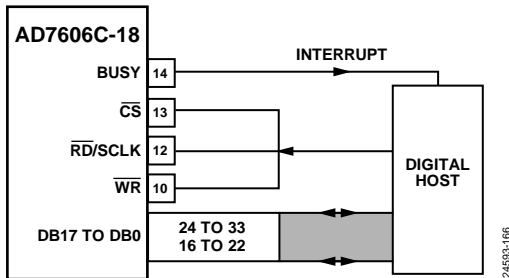 AD7606C-18
BUSY 14
INTERRUPT
CS 13
RD/SCLK 12
WR 10
DIGITAL
HOST
DB17 TO DB0
24 TO 33
16 TO 22
24593-166